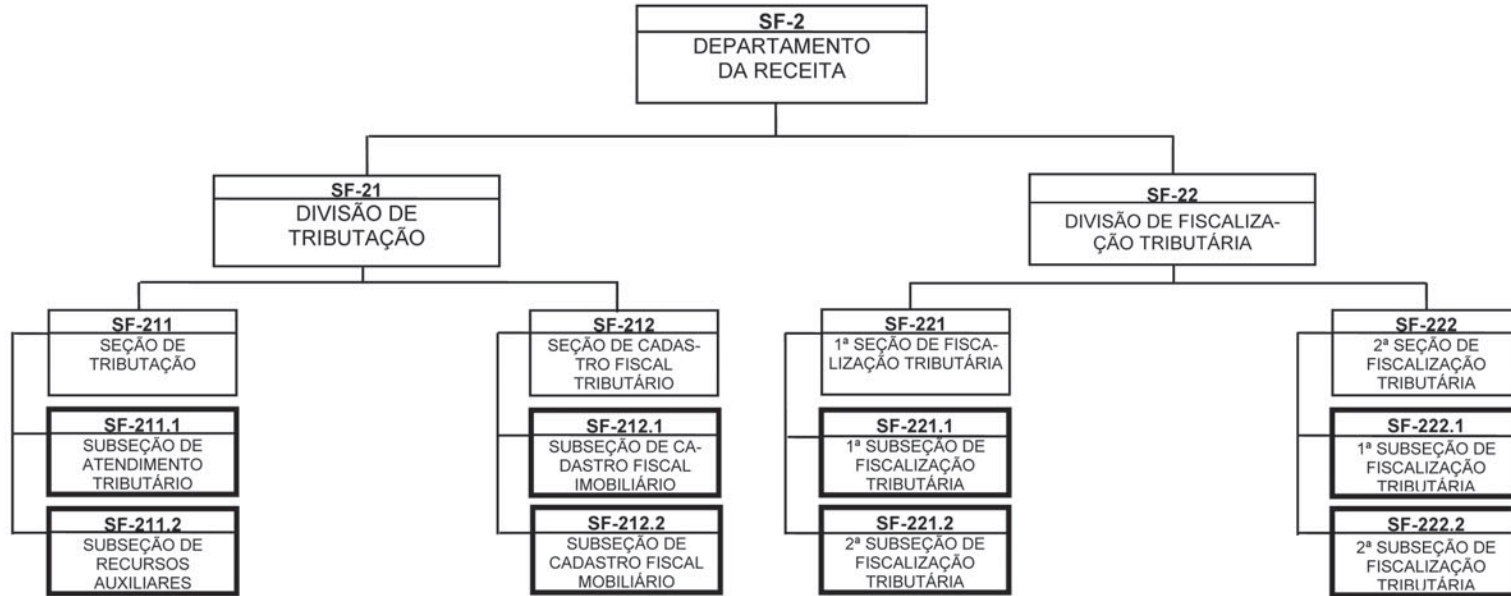 SF-2
DEPARTAMENTO
DA RECEITA
SF-21
DIVISÃO DE
TRIBUTAÇÃO
SF-22
DIVISÃO DE FISCALIZA-
ÇÃO TRIBUTÁRIA
SF-211
SEÇÃO DE
TRIBUTAÇÃO
SF-212
SEÇÃO DE CADAS-
TRO FISCAL
TRIBUTÁRIO
SF-221
1ª SEÇÃO DE FISCA-
LIZAÇÃO TRIBUTÁRIA
SF-222
2ª SEÇÃO DE
FISCALIZAÇÃO
TRIBUTÁRIA
SF-211.1
SUBSEÇÃO DE
ATENDIMENTO
TRIBUTÁRIO
SF-212.1
SUBSEÇÃO DE CA-
DASTRO FISCAL
IMOBILIÁRIO
SF-221.1
1ª SUBSEÇÃO DE
FISCALIZAÇÃO
TRIBUTÁRIA
SF-222.1
1ª SUBSEÇÃO DE
FISCALIZAÇÃO
TRIBUTÁRIA
SF-211.2
SUBSEÇÃO DE
RECURSOS
AUXILIARES
SF-212.2
SUBSEÇÃO DE
CADASTRO FISCAL
MOBILIÁRIO
SF-221.2
2ª SUBSEÇÃO DE
FISCALIZAÇÃO
TRIBUTÁRIA
SF-222.2
2ª SUBSEÇÃO DE
FISCALIZAÇÃO
TRIBUTÁRIA